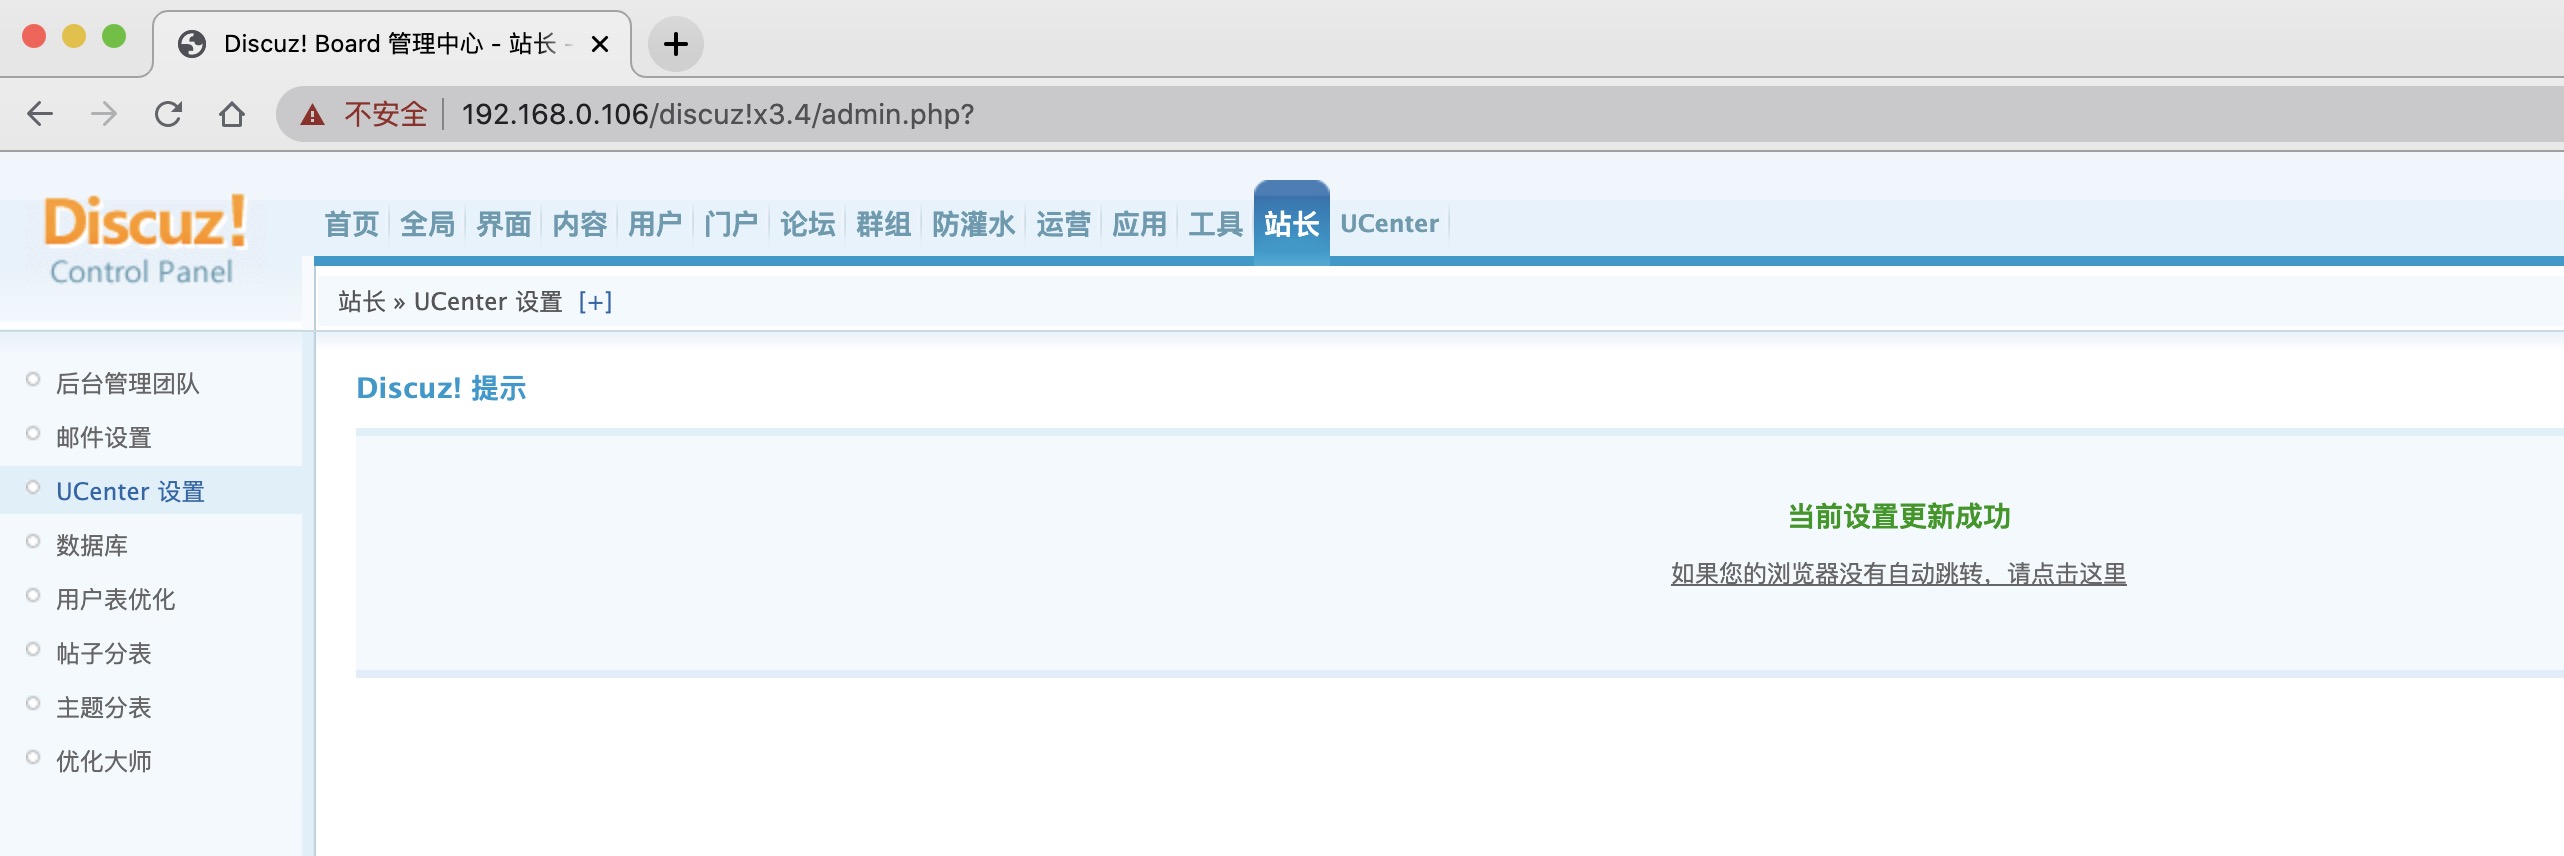 Discuz! Board 管理中心 - 站长 -
不安全 192.168.0.106/discuz!x3.4/admin.php?
Discuz!
Control Panel
首页 全局 界面 内容 用户 门户 论坛 群组 防灌水 运营 应用 工具 站长 UCenter
站长 » UCenter 设置 [+]
后台管理团队
邮件设置
UCenter 设置
数据库
用户表优化
帖子分表
主题分表
优化大师
Discuz! 提示
当前设置更新成功
如果您的浏览器没有自动跳转，请点击这里